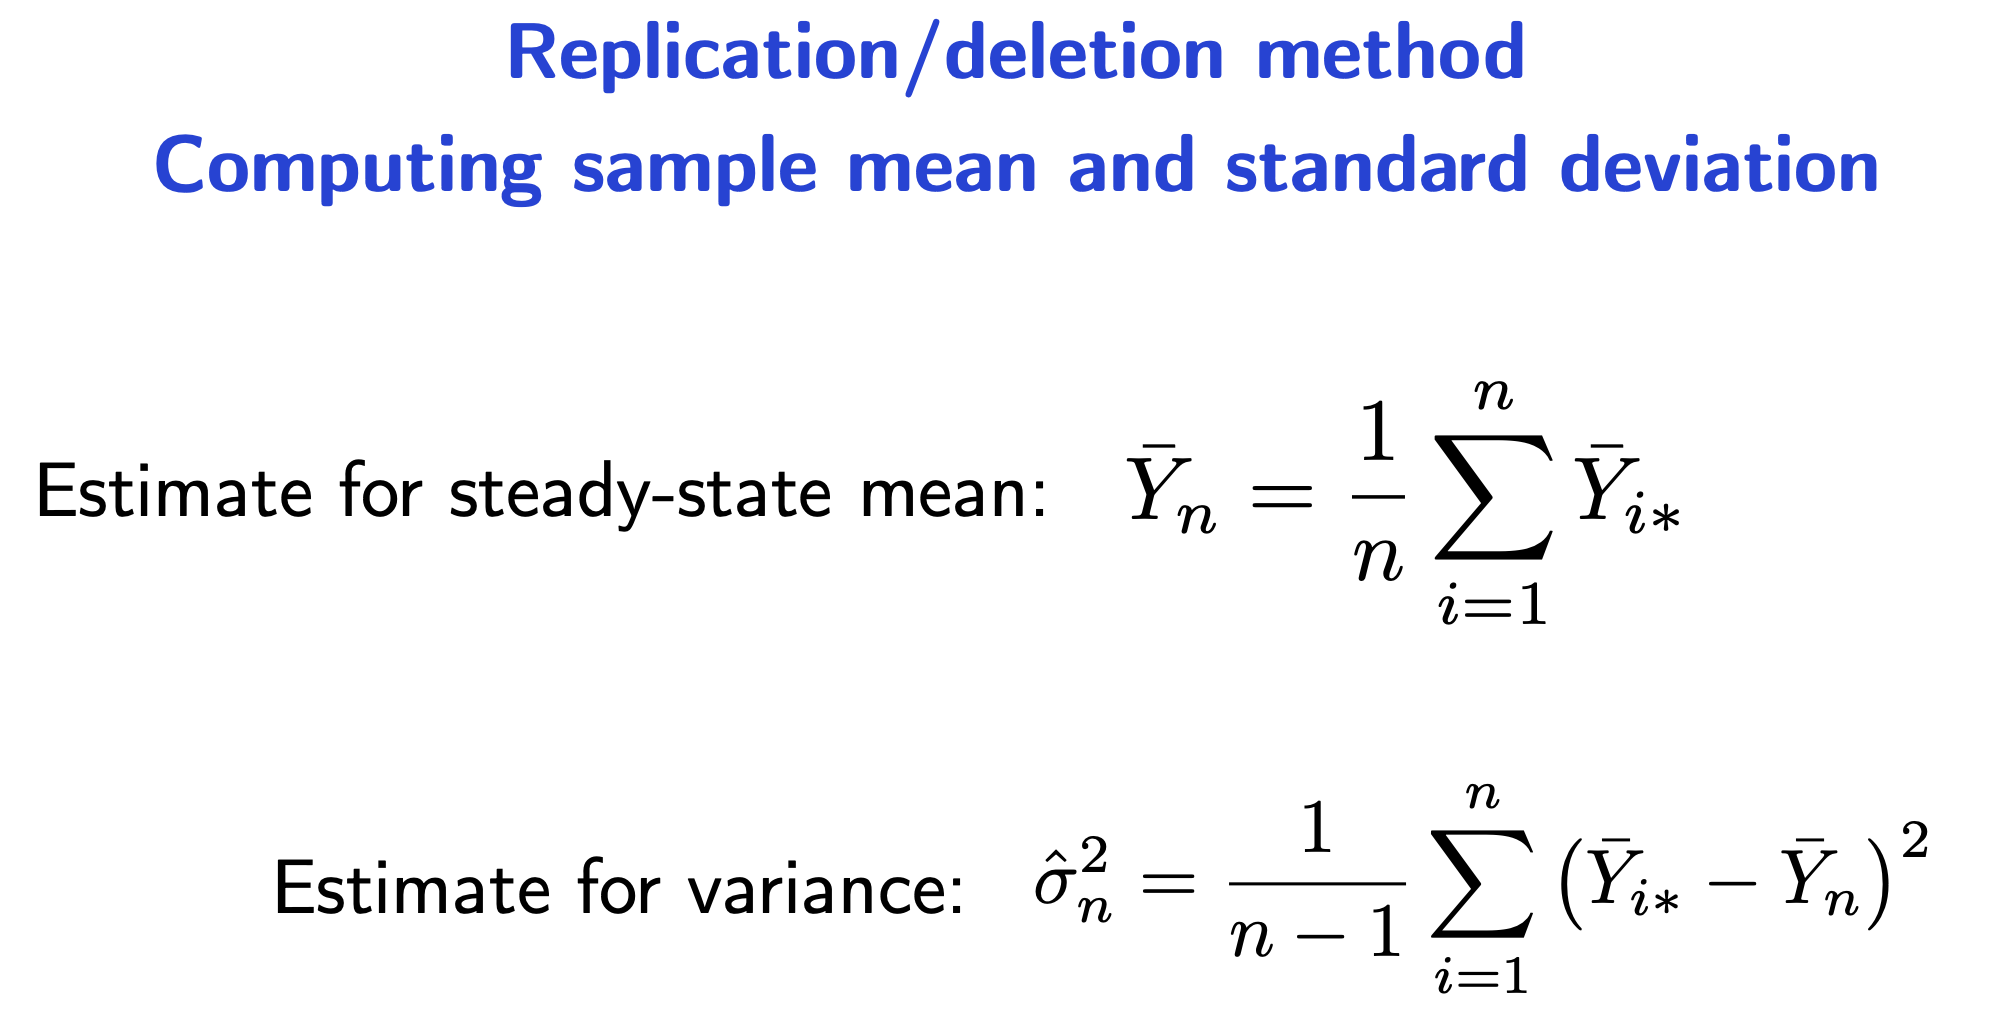 Replication/deletion method
Computing sample mean and standard deviation
Estimate for steady-state mean: $\bar{Y}_n = \frac{1}{n} \sum_{i=1}^{n} \bar{Y}_{i*}$
Estimate for variance: $\hat{\sigma}_n^2 = \frac{1}{n-1} \sum_{i=1}^{n} \left(\bar{Y}_{i*} - \bar{Y}_n\right)^2$